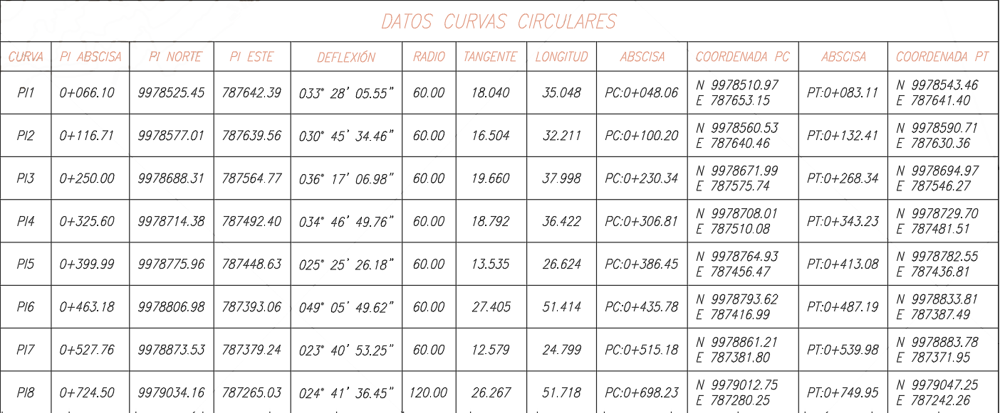 DATOS CURVAS CIRCULARES
CURVA PI ABSCISA PI NORTE PI ESTE DEFLEXIÓN RADIO TANGENTE LONGITUD ABSCISA COORDENADA PC ABSCISA COORDENADA PT
PI1 0+066.10 9978525.45 787642.39 033° 28' 05.55" 60.00 18.040 35.048 PC:0+048.06 N 9978510.97 E 787653.15 PT:0+083.11 N 9978543.46 E 787641.40
PI2 0+116.71 9978577.01 787639.56 030° 45' 34.46" 60.00 16.504 32.211 PC:0+100.20 N 9978560.53 E 787640.46 PT:0+132.41 N 9978590.71 E 787630.36
PI3 0+250.00 9978688.31 787564.77 036° 17' 06.98" 60.00 19.660 37.998 PC:0+230.34 N 9978671.99 E 787575.74 PT:0+268.34 N 9978694.97 E 787546.27
PI4 0+325.60 9978714.38 787492.40 034° 46' 49.76" 60.00 18.792 36.422 PC:0+306.81 N 9978708.01 E 787510.08 PT:0+343.23 N 9978729.70 E 787481.51
PI5 0+399.99 9978775.96 787448.63 025° 25' 26.18" 60.00 13.535 26.624 PC:0+386.45 N 9978764.93 E 787456.47 PT:0+413.08 N 9978782.55 E 787436.81
PI6 0+463.18 9978806.98 787393.06 049° 05' 49.62" 60.00 27.405 51.414 PC:0+435.78 N 9978793.62 E 787416.99 PT:0+487.19 N 9978833.81 E 787387.49
PI7 0+527.76 9978873.53 787379.24 023° 40' 53.25" 60.00 12.579 24.799 PC:0+515.18 N 9978861.21 E 787381.80 PT:0+539.98 N 9978883.78 E 787371.95
PI8 0+724.50 9979034.16 787265.03 024° 41' 36.45" 120.00 26.267 51.718 PC:0+698.23 N 9979012.75 E 787280.25 PT:0+749.95 N 9979047.25 E 787242.26